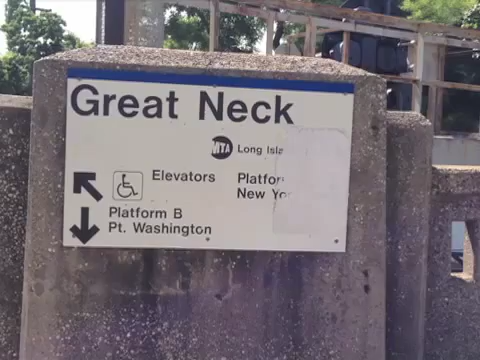 Great Neck
MTA Long Isla
Elevators Platfor
New Yo
Platform B
Pt. Washington